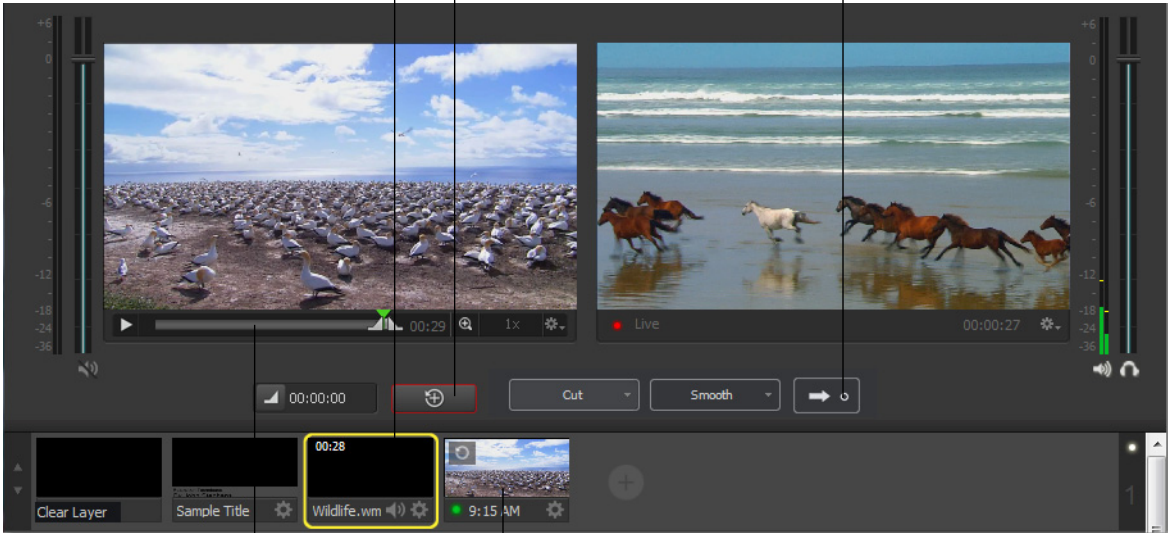 +6
0
-6
-12
-18
-24
-36
+6
0
-6
-12
-18
-24
-36
00:29
1x
Live
00:00:27
00:00:00
Cut
Smooth
00:28
1
Clear Layer
Sample Title
Wildlife.wm
9:15 AM